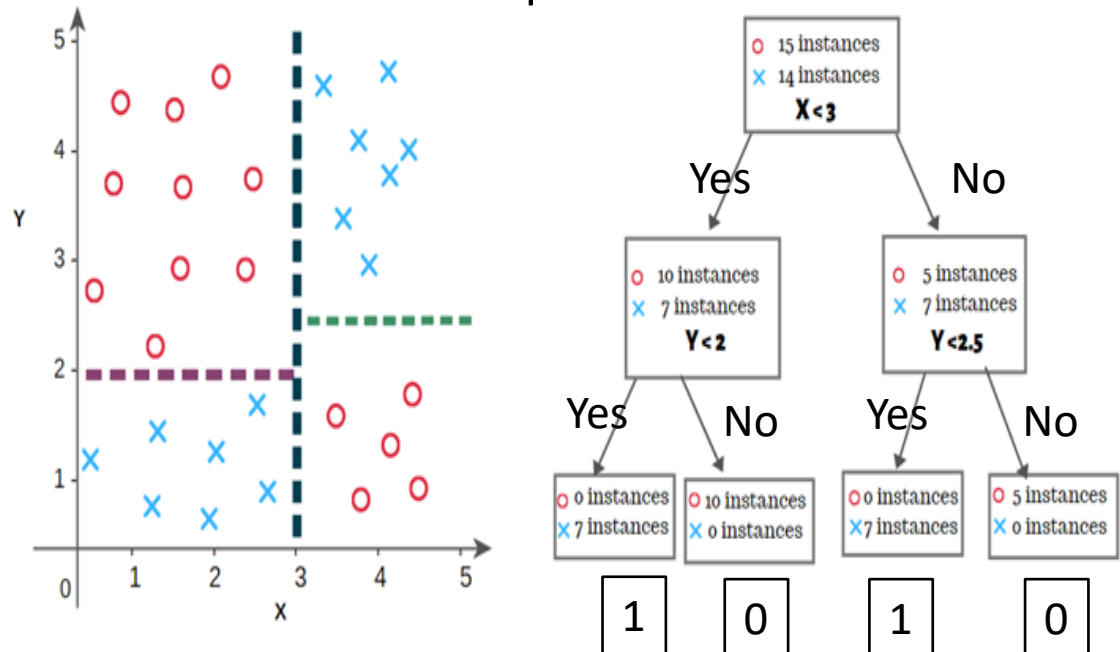 Y
5
4
3
2
1
0
1
2
3
4
5
X
15 instances
14 instances
X<3
Yes
No
10 instances
7 instances
Y<2
5 instances
7 instances
Y<2.5
Yes
No
Yes
No
0 instances
7 instances
10 instances
0 instances
0 instances
7 instances
5 instances
0 instances
1
0
1
0